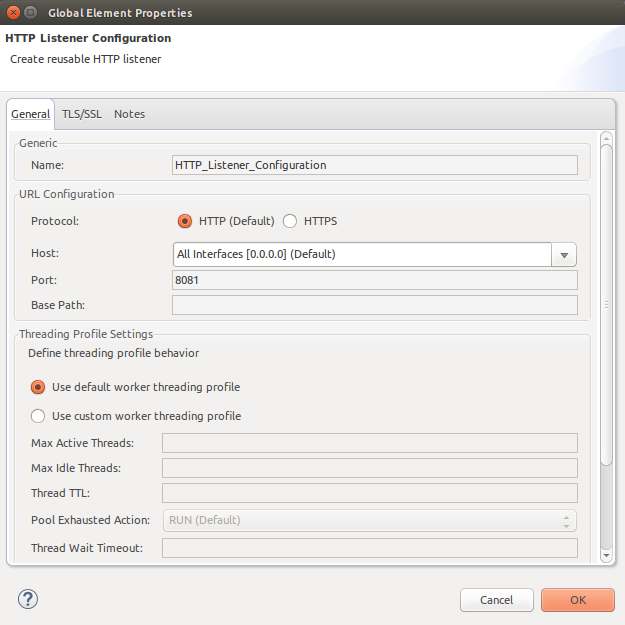 Global Element Properties
HTTP Listener Configuration
Create reusable HTTP listener
General TLS/SSL Notes
Generic
Name: HTTP_Listener_Configuration
URL Configuration
Protocol: HTTP (Default) HTTPS
Host: All Interfaces [0.0.0.0] (Default)
Port: 8081
Base Path:
Threading Profile Settings
Define threading profile behavior
Use default worker threading profile
Use custom worker threading profile
Max Active Threads:
Max Idle Threads:
Thread TTL:
Pool Exhausted Action: RUN (Default)
Thread Wait Timeout:
? Cancel OK